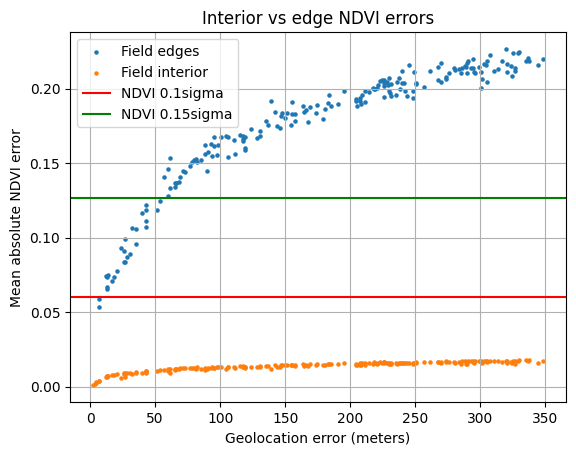 Interior vs edge NDVI errors
Field edges
Field interior
NDVI 0.1sigma
NDVI 0.15sigma
Mean absolute NDVI error
0.20
0.15
0.10
0.05
0.00
0 50 100 150 200 250 300 350
Geolocation error (meters)